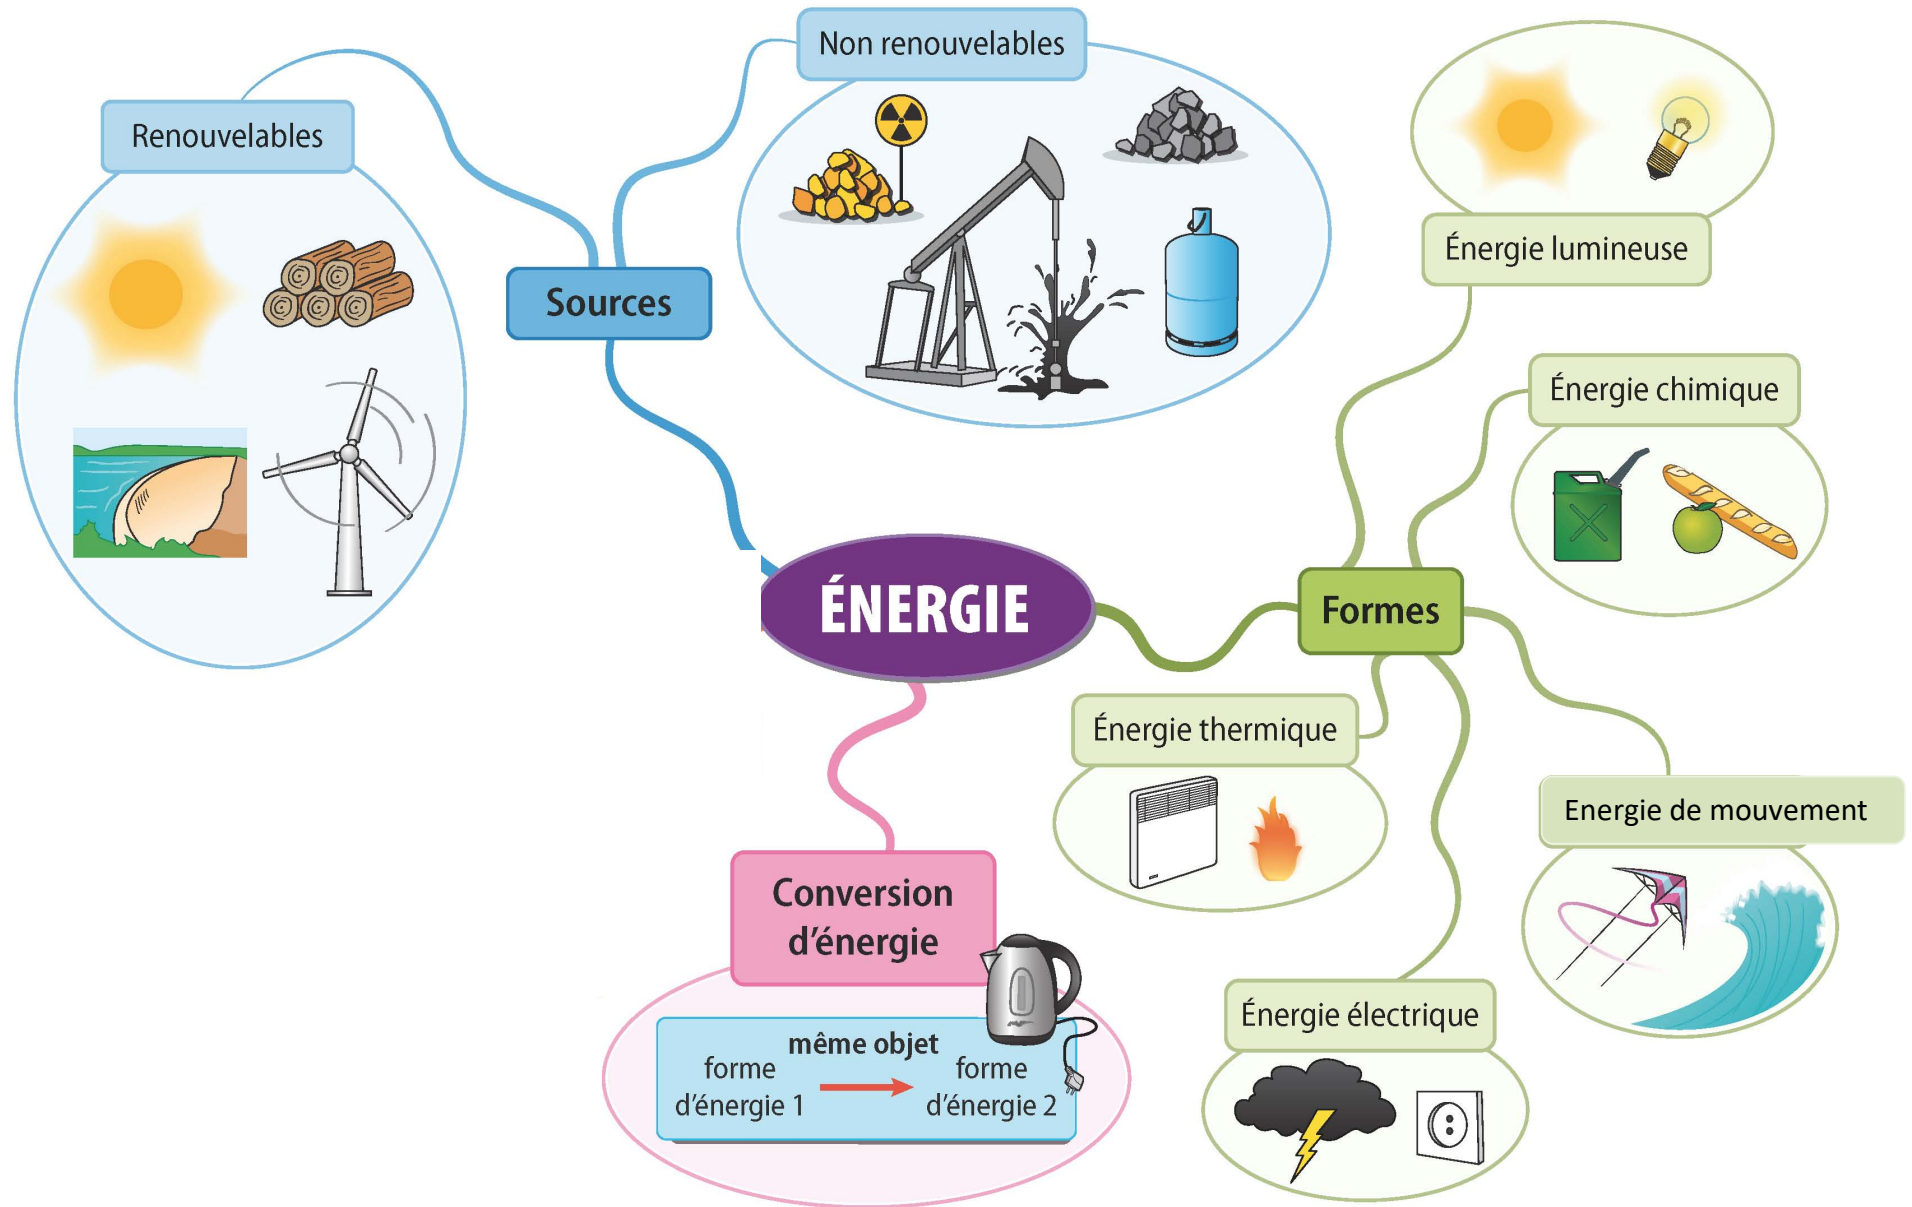 Non renouvelables
Renouvelables
Sources
Énergie lumineuse
Énergie chimique
ÉNERGIE
Formes
Énergie thermique
Energie de mouvement
Conversion
d'énergie
Énergie électrique
même objet
forme
d'énergie 1
forme
d'énergie 2